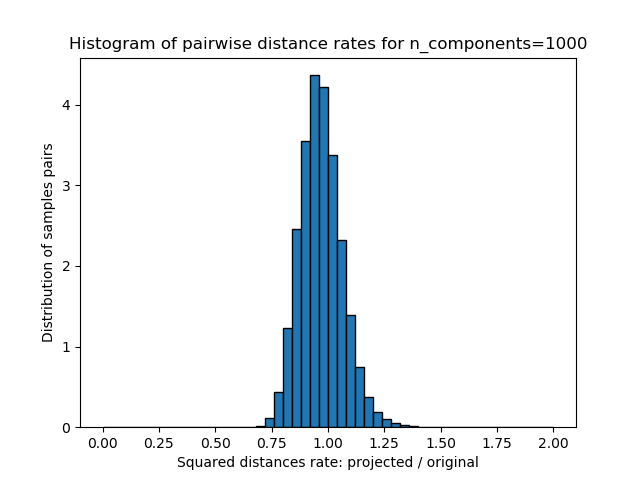 Histogram of pairwise distance rates for n_components=1000
Distribution of samples pairs
4
3
2
1
0
0.00 0.25 0.50 0.75 1.00 1.25 1.50 1.75 2.00
Squared distances rate: projected / original